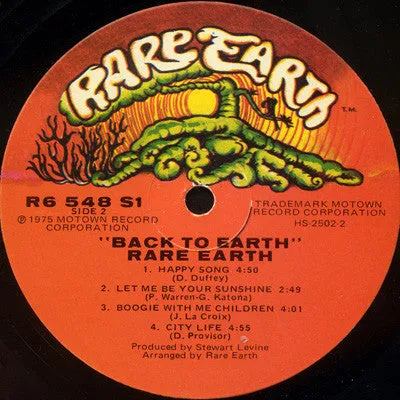 RARE EARTH
T.M.
R6 548 S1
SIDE 2
℗ 1975 MOTOWN RECORD
CORPORATION
TRADEMARK MOTOWN
RECORD CORPORATION
HS-2502-2
"BACK TO EARTH"
RARE EARTH
1. HAPPY SONG 4:50
(D. Duffey)
2. LET ME BE YOUR SUNSHINE 2:49
(P. Warren-G. Katona)
3. BOOGIE WITH ME CHILDREN 4:01
(J. La Croix)
4. CITY LIFE 4:55
(D. Provisor)
Produced by Stewart Levine
Arranged by Rare Earth